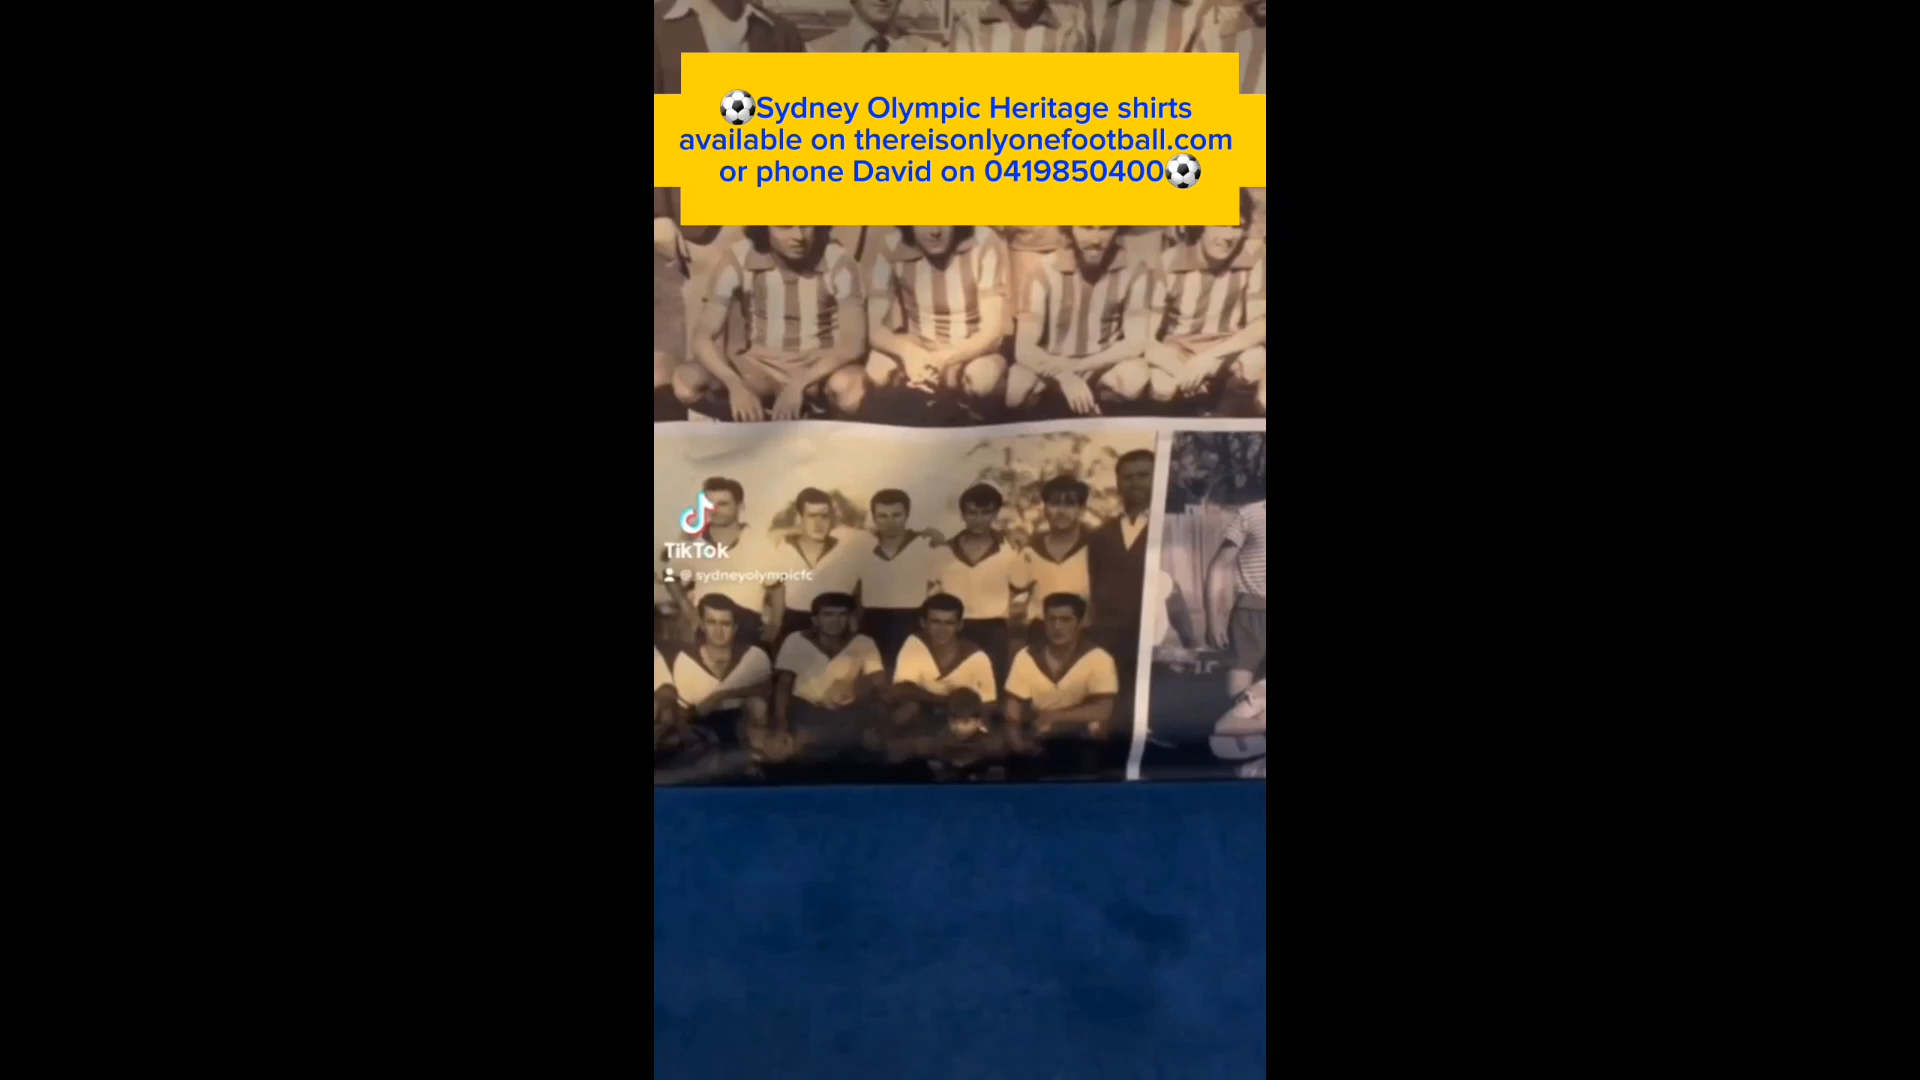 ⚽Sydney Olympic Heritage shirts
available on thereisonlyonefootball.com
or phone David on 0419850400⚽
TikTok
@sydneyolympicfc